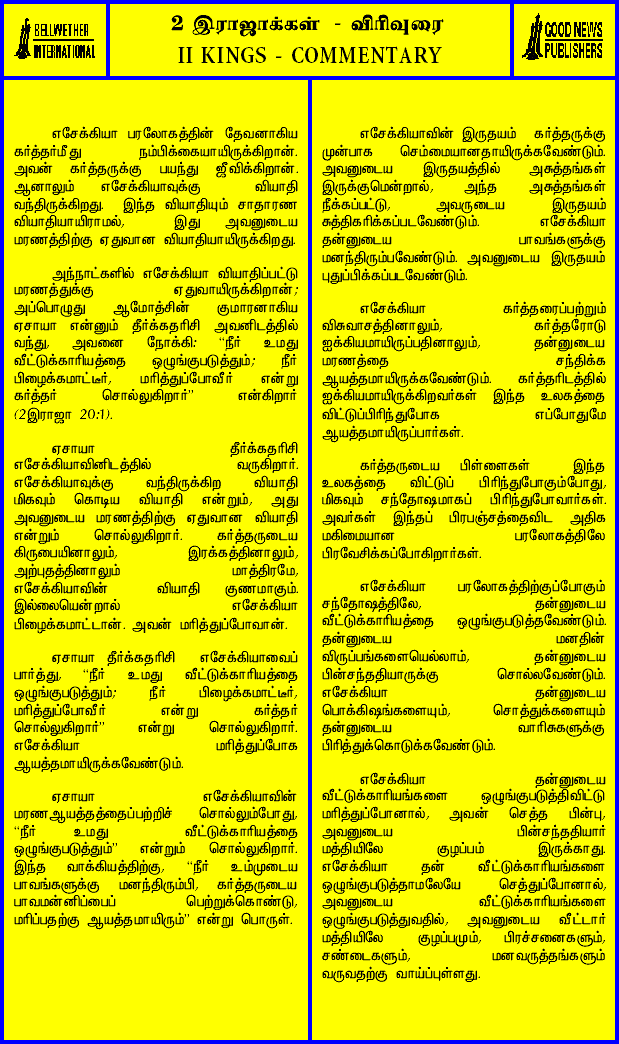 BELLWETHER
INTERNATIONAL
2 இராஜாக்கள் - விரிவுரை
II KINGS - COMMENTARY
GOOD NEWS
PUBLISHERS
எசேக்கியா பரலோகத்தின் தேவனாகிய
கர்த்தர்மீது நம்பிக்கையாயிருக்கிறான்.
அவன் கர்த்தருக்கு பயந்து ஜீவிக்கிறான்.
ஆனாலும் எசேக்கியாவுக்கு வியாதி
வந்திருக்கிறது. இந்த வியாதியும் சாதாரண
வியாதியாயிராமல், இது அவனுடைய
மரணத்திற்கு ஏதுவான வியாதியாயிருக்கிறது.
அந்நாட்களில் எசேக்கியா வியாதிப்பட்டு
மரணத்துக்கு ஏதுவாயிருக்கிறான்;
அப்பொழுது ஆமோத்சின் குமாரனாகிய
ஏசாயா என்னும் தீர்க்கதரிசி அவனிடத்தில்
வந்து, அவனை நோக்கி: “நீர் உமது
வீட்டுக்காரியத்தை ஒழுங்குபடுத்தும்; நீர்
பிழைக்கமாட்டீர், மரித்துப்போவீர் என்று
கர்த்தர் சொல்லுகிறார்” என்கிறார்
(2இராஜா 20:1).
ஏசாயா தீர்க்கதரிசி
எசேக்கியாவினிடத்தில் வருகிறார்.
எசேக்கியாவுக்கு வந்திருக்கிற வியாதி
மிகவும் கொடிய வியாதி என்றும், அது
அவனுடைய மரணத்திற்கு ஏதுவான வியாதி
என்றும் சொல்லுகிறார். கர்த்தருடைய
கிருபையினாலும், இரக்கத்தினாலும்,
அற்புதத்தினாலும் மாத்திரமே,
எசேக்கியாவின் வியாதி குணமாகும்.
இல்லையென்றால் எசேக்கியா
பிழைக்கமாட்டான். அவன் மரித்துப்போவான்.
ஏசாயா தீர்க்கதரிசி எசேக்கியாவைப்
பார்த்து, “நீர் உமது வீட்டுக்காரியத்தை
ஒழுங்குபடுத்தும்; நீர் பிழைக்கமாட்டீர்,
மரித்துப்போவீர் என்று கர்த்தர்
சொல்லுகிறார்” என்று சொல்லுகிறார்.
எசேக்கியா மரித்துப்போக
ஆயத்தமாயிருக்கவேண்டும்.
ஏசாயா எசேக்கியாவின்
மரணஆயத்தத்தைப்பற்றிச் சொல்லும்போது,
“நீர் உமது வீட்டுக்காரியத்தை
ஒழுங்குபடுத்தும்” என்றும் சொல்லுகிறார்.
இந்த வாக்கியத்திற்கு, “நீர் உம்முடைய
பாவங்களுக்கு மனந்திரும்பி, கர்த்தருடைய
பாவமன்னிப்பைப் பெற்றுக்கொண்டு,
மரிப்பதற்கு ஆயத்தமாயிரும்” என்று பொருள்.
எசேக்கியாவின் இருதயம் கர்த்தருக்கு
முன்பாக செம்மையானதாயிருக்கவேண்டும்.
அவனுடைய இருதயத்தில் அசுத்தங்கள்
இருக்குமென்றால், அந்த அசுத்தங்கள்
நீக்கப்பட்டு, அவருடைய இருதயம்
சுத்திகரிக்கப்படவேண்டும். எசேக்கியா
தன்னுடைய பாவங்களுக்கு
மனந்திரும்பவேண்டும். அவனுடைய இருதயம்
புதுப்பிக்கப்படவேண்டும்.
எசேக்கியா கர்த்தரைப்பற்றும்
விசுவாசத்தினாலும், கர்த்தரோடு
ஐக்கியமாயிருப்பதினாலும், தன்னுடைய
மரணத்தை சந்திக்க
ஆயத்தமாயிருக்கவேண்டும். கர்த்தரிடத்தில்
ஐக்கியமாயிருக்கிறவர்கள் இந்த உலகத்தை
விட்டுப்பிரிந்துபோக எப்போதுமே
ஆயத்தமாயிருப்பார்கள்.
கர்த்தருடைய பிள்ளைகள் இந்த
உலகத்தை விட்டுப் பிரிந்துபோகும்போது,
மிகவும் சந்தோஷமாகப் பிரிந்துபோவார்கள்.
அவர்கள் இந்தப் பிரபஞ்சத்தைவிட அதிக
மகிமையான பரலோகத்திலே
பிரவேசிக்கப்போகிறார்கள்.
எசேக்கியா பரலோகத்திற்குப்போகும்
சந்தோஷத்திலே, தன்னுடைய
வீட்டுக்காரியத்தை ஒழுங்குபடுத்தவேண்டும்.
தன்னுடைய மனதின்
விருப்பங்களையெல்லாம், தன்னுடைய
பின்சந்ததியாருக்கு சொல்லவேண்டும்.
எசேக்கியா தன்னுடைய
பொக்கிஷங்களையும், சொத்துக்களையும்
தன்னுடைய வாரிசுகளுக்கு
பிரித்துக்கொடுக்கவேண்டும்.
எசேக்கியா தன்னுடைய
வீட்டுக்காரியங்களை ஒழுங்குபடுத்திவிட்டு
மரித்துப்போனால், அவன் செத்த பின்பு,
அவனுடைய பின்சந்ததியார்
மத்தியிலே குழப்பம் இருக்காது.
எசேக்கியா தன் வீட்டுக்காரியங்களை
ஒழுங்குபடுத்தாமலேயே செத்துப்போனால்,
அவனுடைய வீட்டுக்காரியங்களை
ஒழுங்குபடுத்துவதில், அவனுடைய வீட்டார்
மத்தியிலே குழப்பமும், பிரச்சனைகளும்,
சண்டைகளும், மனவருத்தங்களும்
வருவதற்கு வாய்ப்புள்ளது.